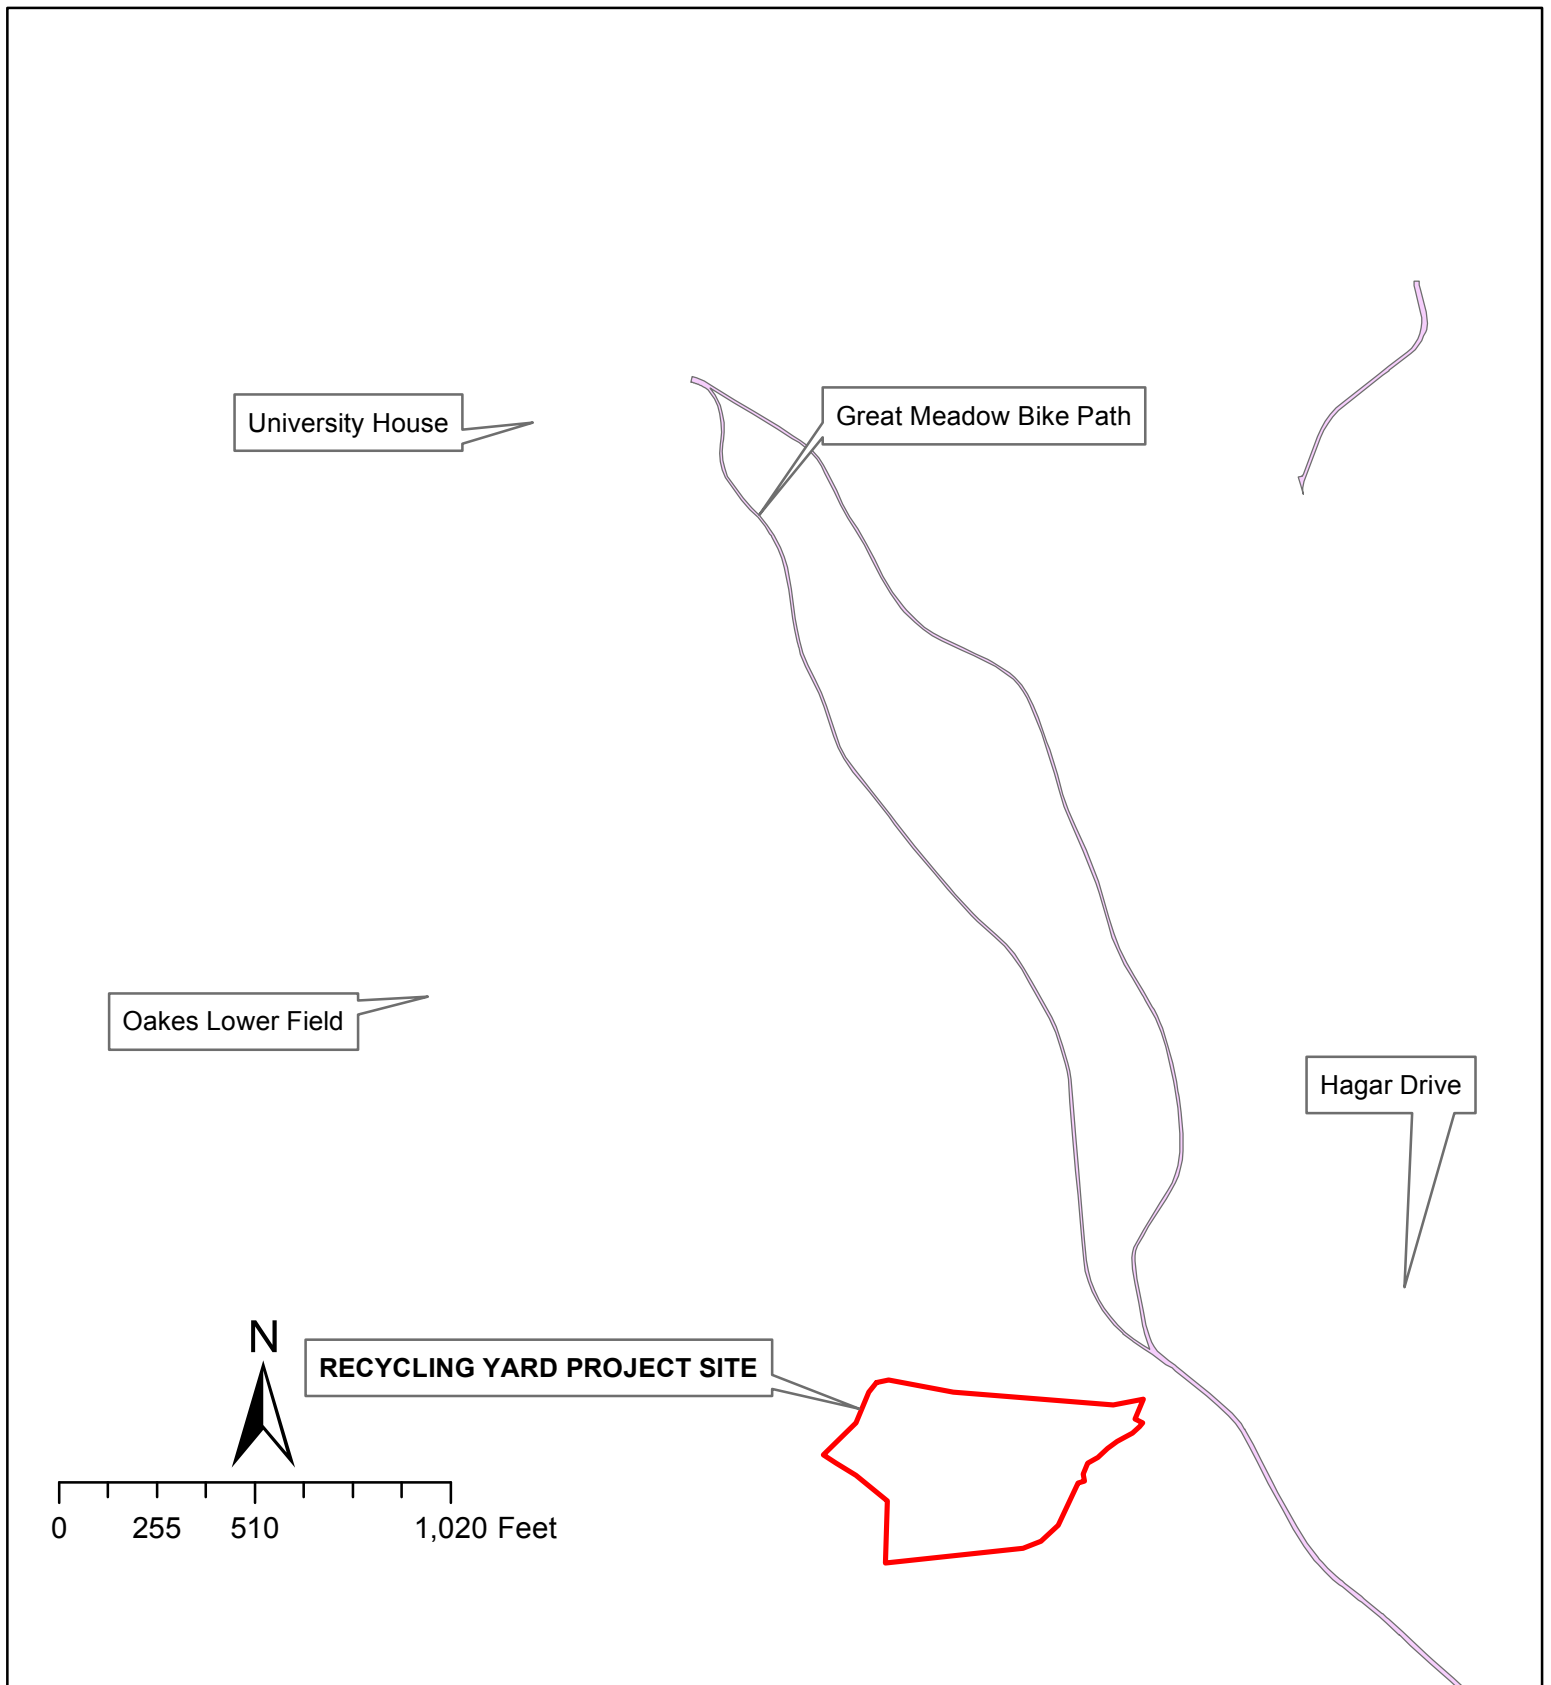 University House
Great Meadow Bike Path
Oakes Lower Field
Hagar Drive
N
RECYCLING YARD PROJECT SITE
0 255 510 1,020 Feet